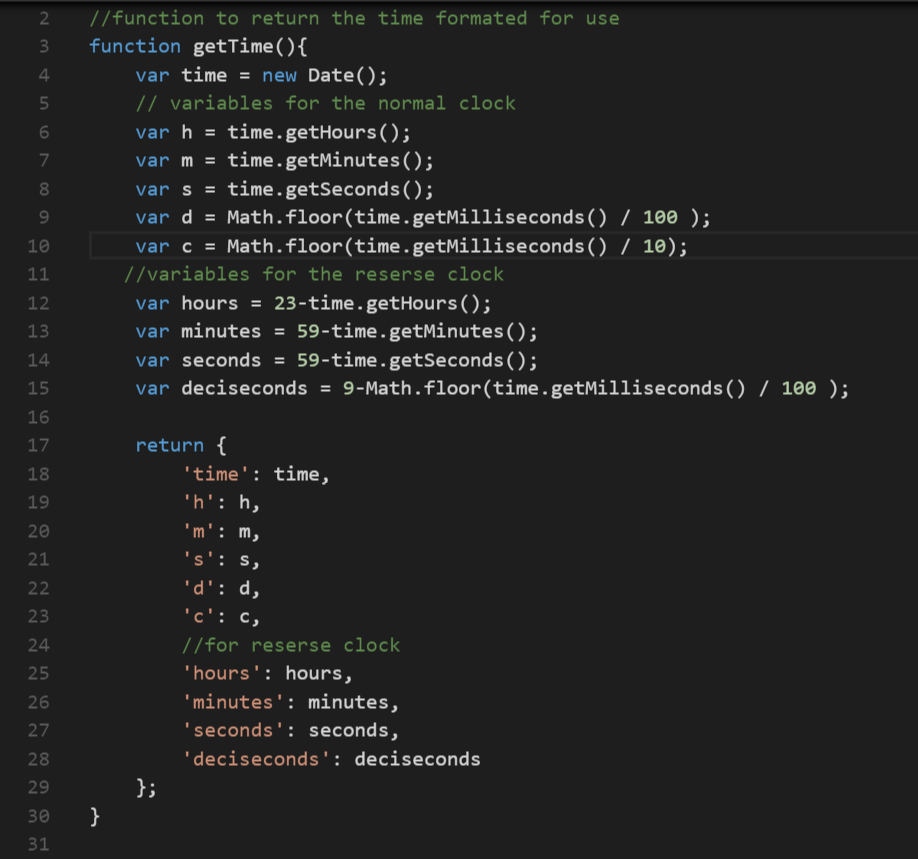 2 //function to return the time formated for use
3 function getTime(){
4     var time = new Date();
5     // variables for the normal clock
6     var h = time.getHours();
7     var m = time.getMinutes();
8     var s = time.getSeconds();
9     var d = Math.floor(time.getMilliseconds() / 100 );
10     var c = Math.floor(time.getMilliseconds() / 10);
11    //variables for the reserse clock
12     var hours = 23-time.getHours();
13     var minutes = 59-time.getMinutes();
14     var seconds = 59-time.getSeconds();
15     var deciseconds = 9-Math.floor(time.getMilliseconds() / 100 );
16
17     return {
18         'time': time,
19         'h': h,
20         'm': m,
21         's': s,
22         'd': d,
23         'c': c,
24         //for reserse clock
25         'hours': hours,
26         'minutes': minutes,
27         'seconds': seconds,
28         'deciseconds': deciseconds
29     };
30 }
31